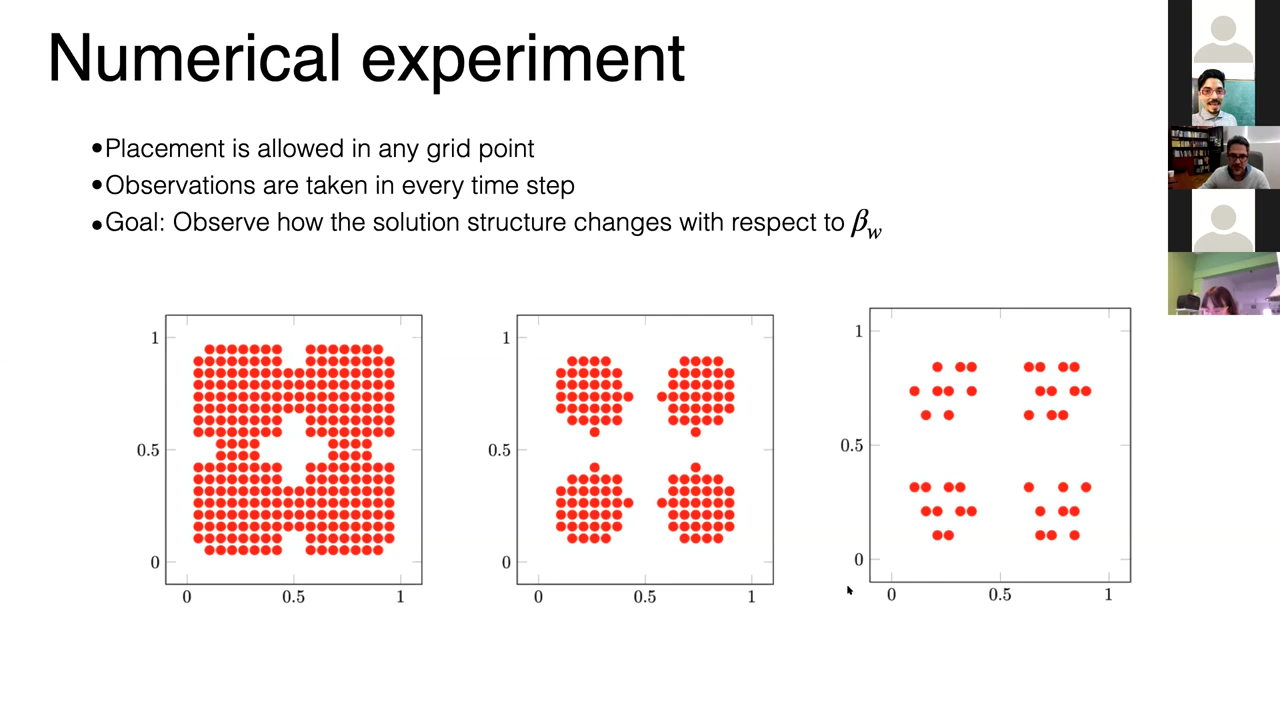 Numerical experiment
•Placement is allowed in any grid point
•Observations are taken in every time step
•Goal: Observe how the solution structure changes with respect to β_w
1
0.5
0
0 0.5 1
1
0.5
0
0 0.5 1
1
0.5
0
0 0.5 1